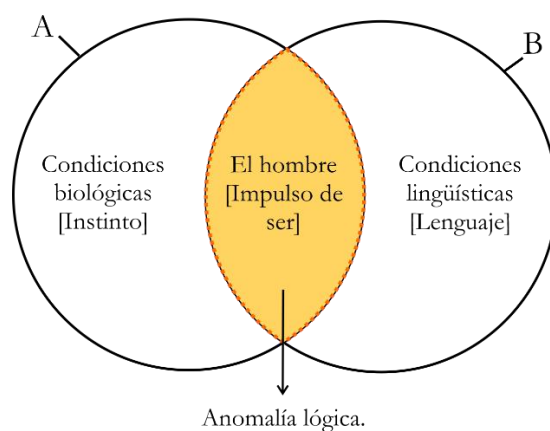 A
B
Condiciones
biológicas
[Instinto]
El hombre
[Impulso de
ser]
Condiciones
lingüísticas
[Lenguaje]
Anomalía lógica.